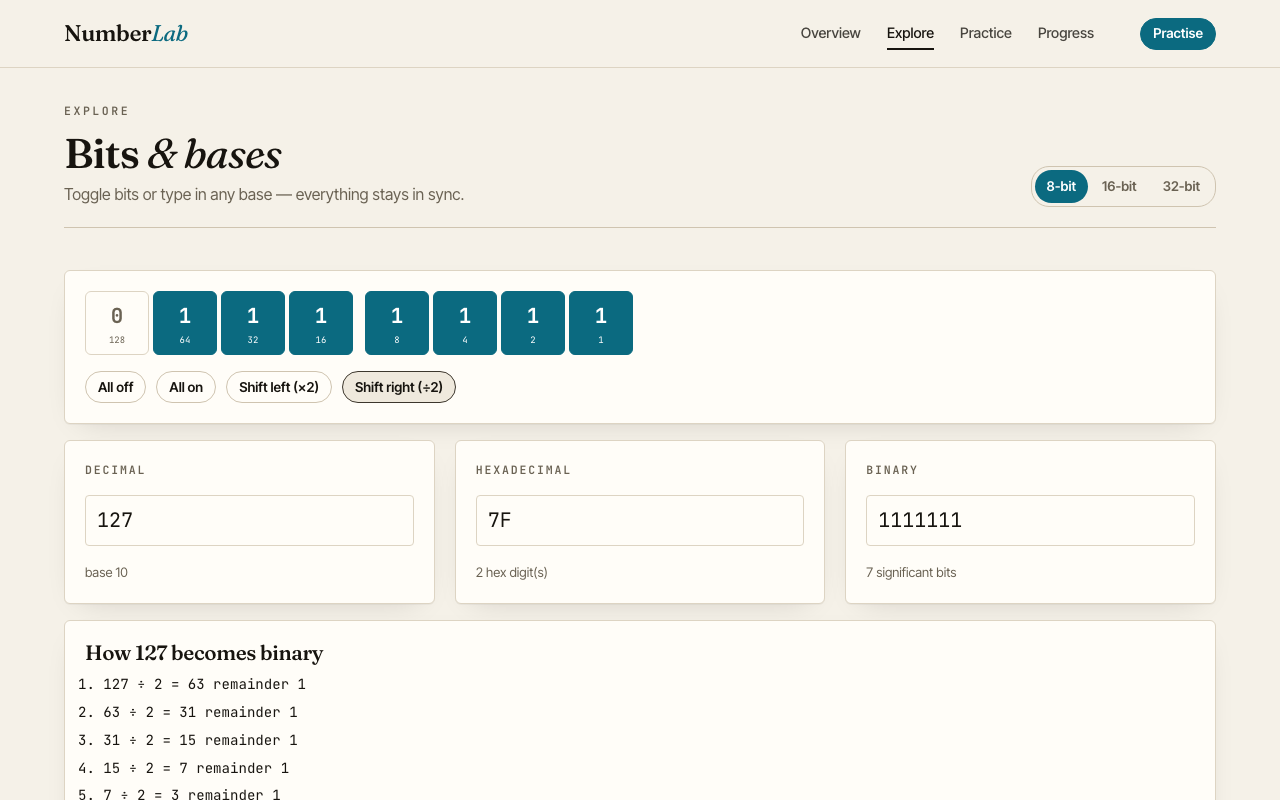 NumberLab
Overview Explore Practice Progress Practise
EXPLORE
Bits & bases
Toggle bits or type in any base — everything stays in sync.
8-bit 16-bit 32-bit
0 1 1 1 1 1 1 1
128 64 32 16 8 4 2 1
All off All on Shift left (×2) Shift right (÷2)
DECIMAL
127
base 10
HEXADECIMAL
7F
2 hex digit(s)
BINARY
1111111
7 significant bits
How 127 becomes binary
1. 127 ÷ 2 = 63 remainder 1
2. 63 ÷ 2 = 31 remainder 1
3. 31 ÷ 2 = 15 remainder 1
4. 15 ÷ 2 = 7 remainder 1
5. 7 ÷ 2 = 3 remainder 1